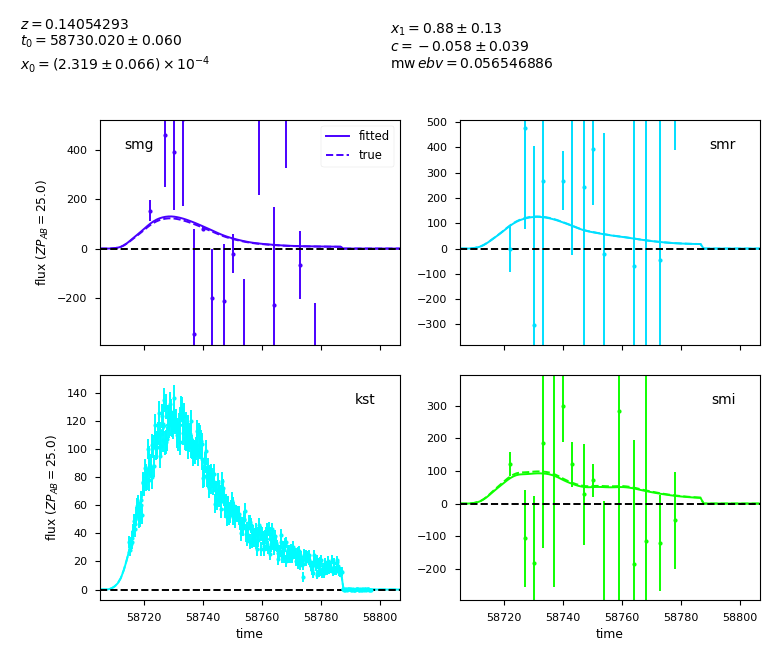 z = 0.14054293
t0 = 58730.020 ± 0.060
x0 = (2.319 ± 0.066) × 10^−4
x1 = 0.88 ± 0.13
c = −0.058 ± 0.039
mw ebv = 0.056546886
smg
fitted
true
400
200
0
−200
flux (ZP_AB = 25.0)
smr
500
400
300
200
100
0
−100
−200
−300
kst
140
120
100
80
60
40
20
0
flux (ZP_AB = 25.0)
58720 58740 58760 58780 58800
time
smi
300
200
100
0
−100
−200
58720 58740 58760 58780 58800
time